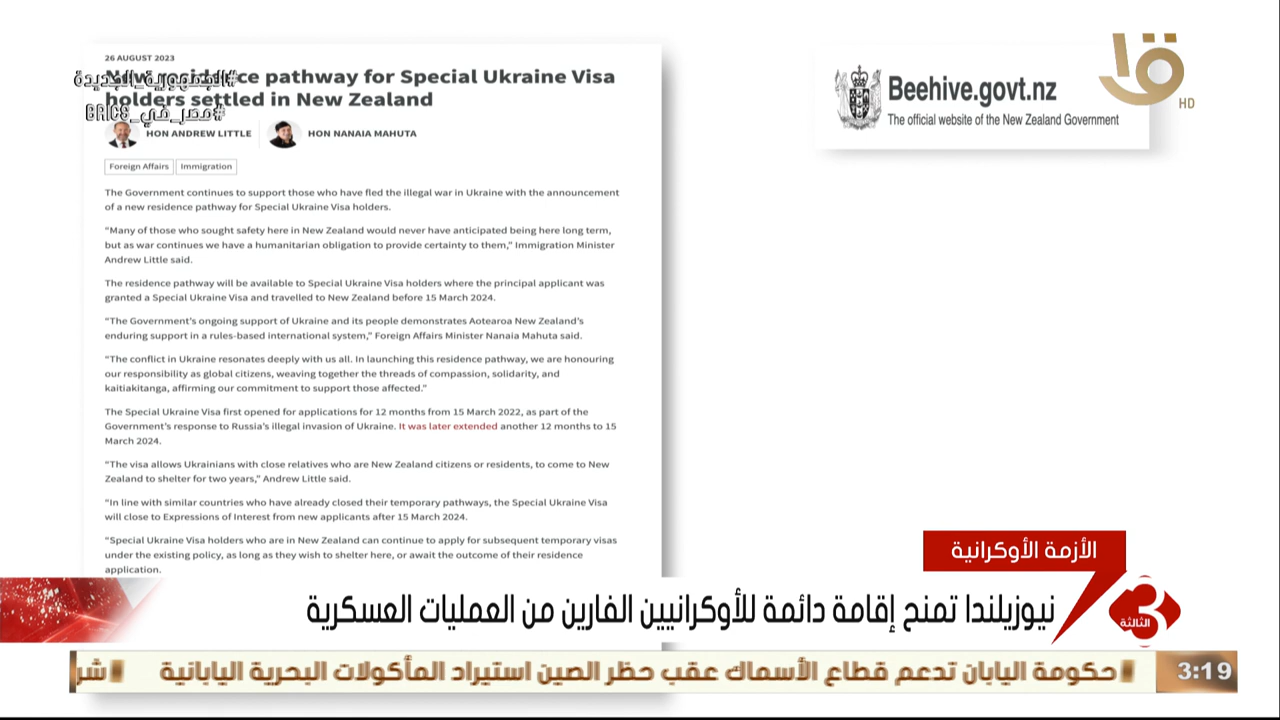 26 AUGUST 2023
New residence pathway for Special Ukraine Visa
holders settled in New Zealand
#الجمهورية_الجديدة
#مصر_في_BRICS
HON ANDREW LITTLE
HON NANAIA MAHUTA
Foreign Affairs
Immigration
The Government continues to support those who have fled the illegal war in Ukraine with the announcement
of a new residence pathway for Special Ukraine Visa holders.
"Many of those who sought safety here in New Zealand would never have anticipated being here long term,
but as war continues we have a humanitarian obligation to provide certainty to them," Immigration Minister
Andrew Little said.
The residence pathway will be available to Special Ukraine Visa holders where the principal applicant was
granted a Special Ukraine Visa and travelled to New Zealand before 15 March 2024.
"The Government's ongoing support of Ukraine and its people demonstrates Aotearoa New Zealand's
enduring support in a rules-based international system," Foreign Affairs Minister Nanaia Mahuta said.
"The conflict in Ukraine resonates deeply with us all. In launching this residence pathway, we are honouring
our responsibility as global citizens, weaving together the threads of compassion, solidarity, and
kaitiakitanga, affirming our commitment to support those affected."
The Special Ukraine Visa first opened for applications for 12 months from 15 March 2022, as part of the
Government's response to Russia's illegal invasion of Ukraine. It was later extended another 12 months to 15
March 2024.
"The visa allows Ukrainians with close relatives who are New Zealand citizens or residents, to come to New
Zealand to shelter for two years," Andrew Little said.
"In line with similar countries who have already closed their temporary pathways, the Special Ukraine Visa
will close to Expressions of Interest from new applicants after 15 March 2024.
"Special Ukraine Visa holders who are in New Zealand can continue to apply for subsequent temporary visas
under the existing policy, as long as they wish to shelter here, or await the outcome of their residence
application.
Beehive.govt.nz
The official website of the New Zealand Government
HD
الأزمة الأوكرانية
نيوزيلندا تمنح إقامة دائمة للأوكرانيين الفارين من العمليات العسكرية
3
الثالثة
حكومة اليابان تدعم قطاع الأسماك عقب حظر الصين استيراد المأكولات البحرية اليابانية
3:19